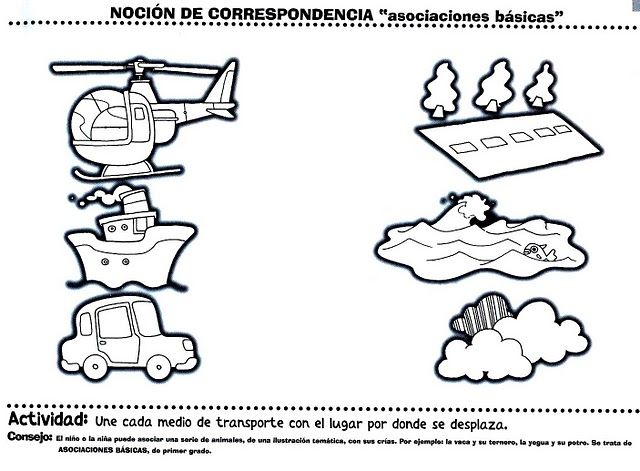 NOCIÓN DE CORRESPONDENCIA “asociaciones básicas”
Actividad: Une cada medio de transporte con el lugar por donde se desplaza.
Consejo: El niño o la niña puede asociar una serie de animales, de una ilustración temática, con sus crías. Por ejemplo: la vaca y su ternero, la yegua y su potro. Se trata de
ASOCIACIONES BÁSICAS, de primer grado.